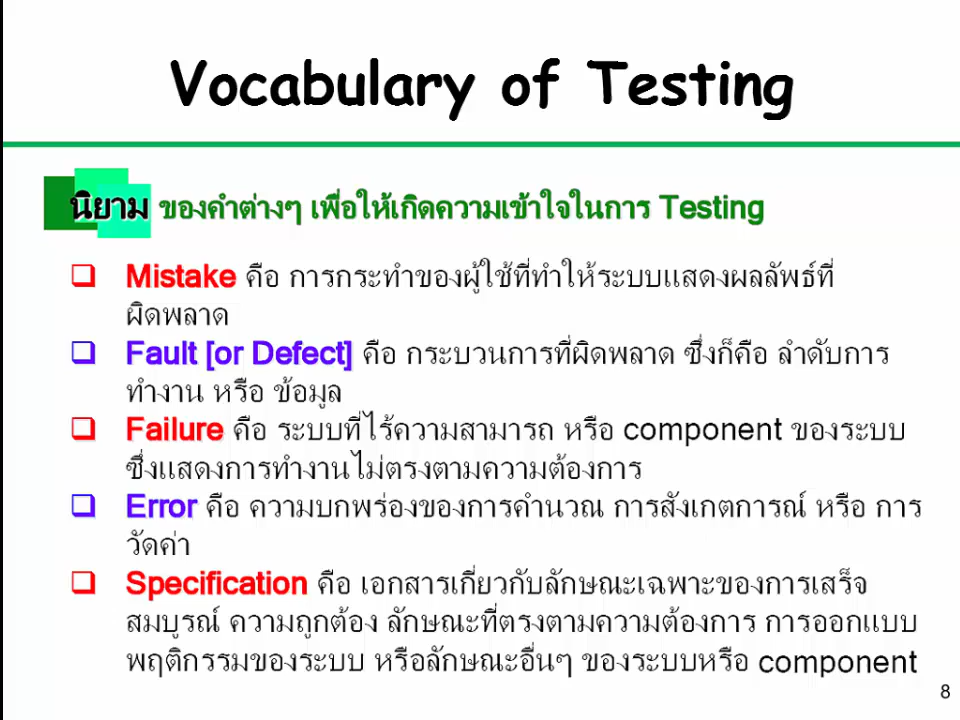 Vocabulary of Testing
นิยาม ของคำต่างๆ เพื่อให้เกิดความเข้าใจในการ Testing
❑ Mistake คือ การกระทำของผู้ใช้ที่ทำให้ระบบแสดงผลลัพธ์ที่
ผิดพลาด
❑ Fault [or Defect] คือ กระบวนการที่ผิดพลาด ซึ่งก็คือ ลำดับการ
ทำงาน หรือ ข้อมูล
❑ Failure คือ ระบบที่ไร้ความสามารถ หรือ component ของระบบ
ซึ่งแสดงการทำงานไม่ตรงตามความต้องการ
❑ Error คือ ความบกพร่องของการคำนวณ การสังเกตการณ์ หรือ การ
วัดค่า
❑ Specification คือ เอกสารเกี่ยวกับลักษณะเฉพาะของการเสร็จ
สมบูรณ์ ความถูกต้อง ลักษณะที่ตรงตามความต้องการ การออกแบบ
พฤติกรรมของระบบ หรือลักษณะอื่นๆ ของระบบหรือ component
8